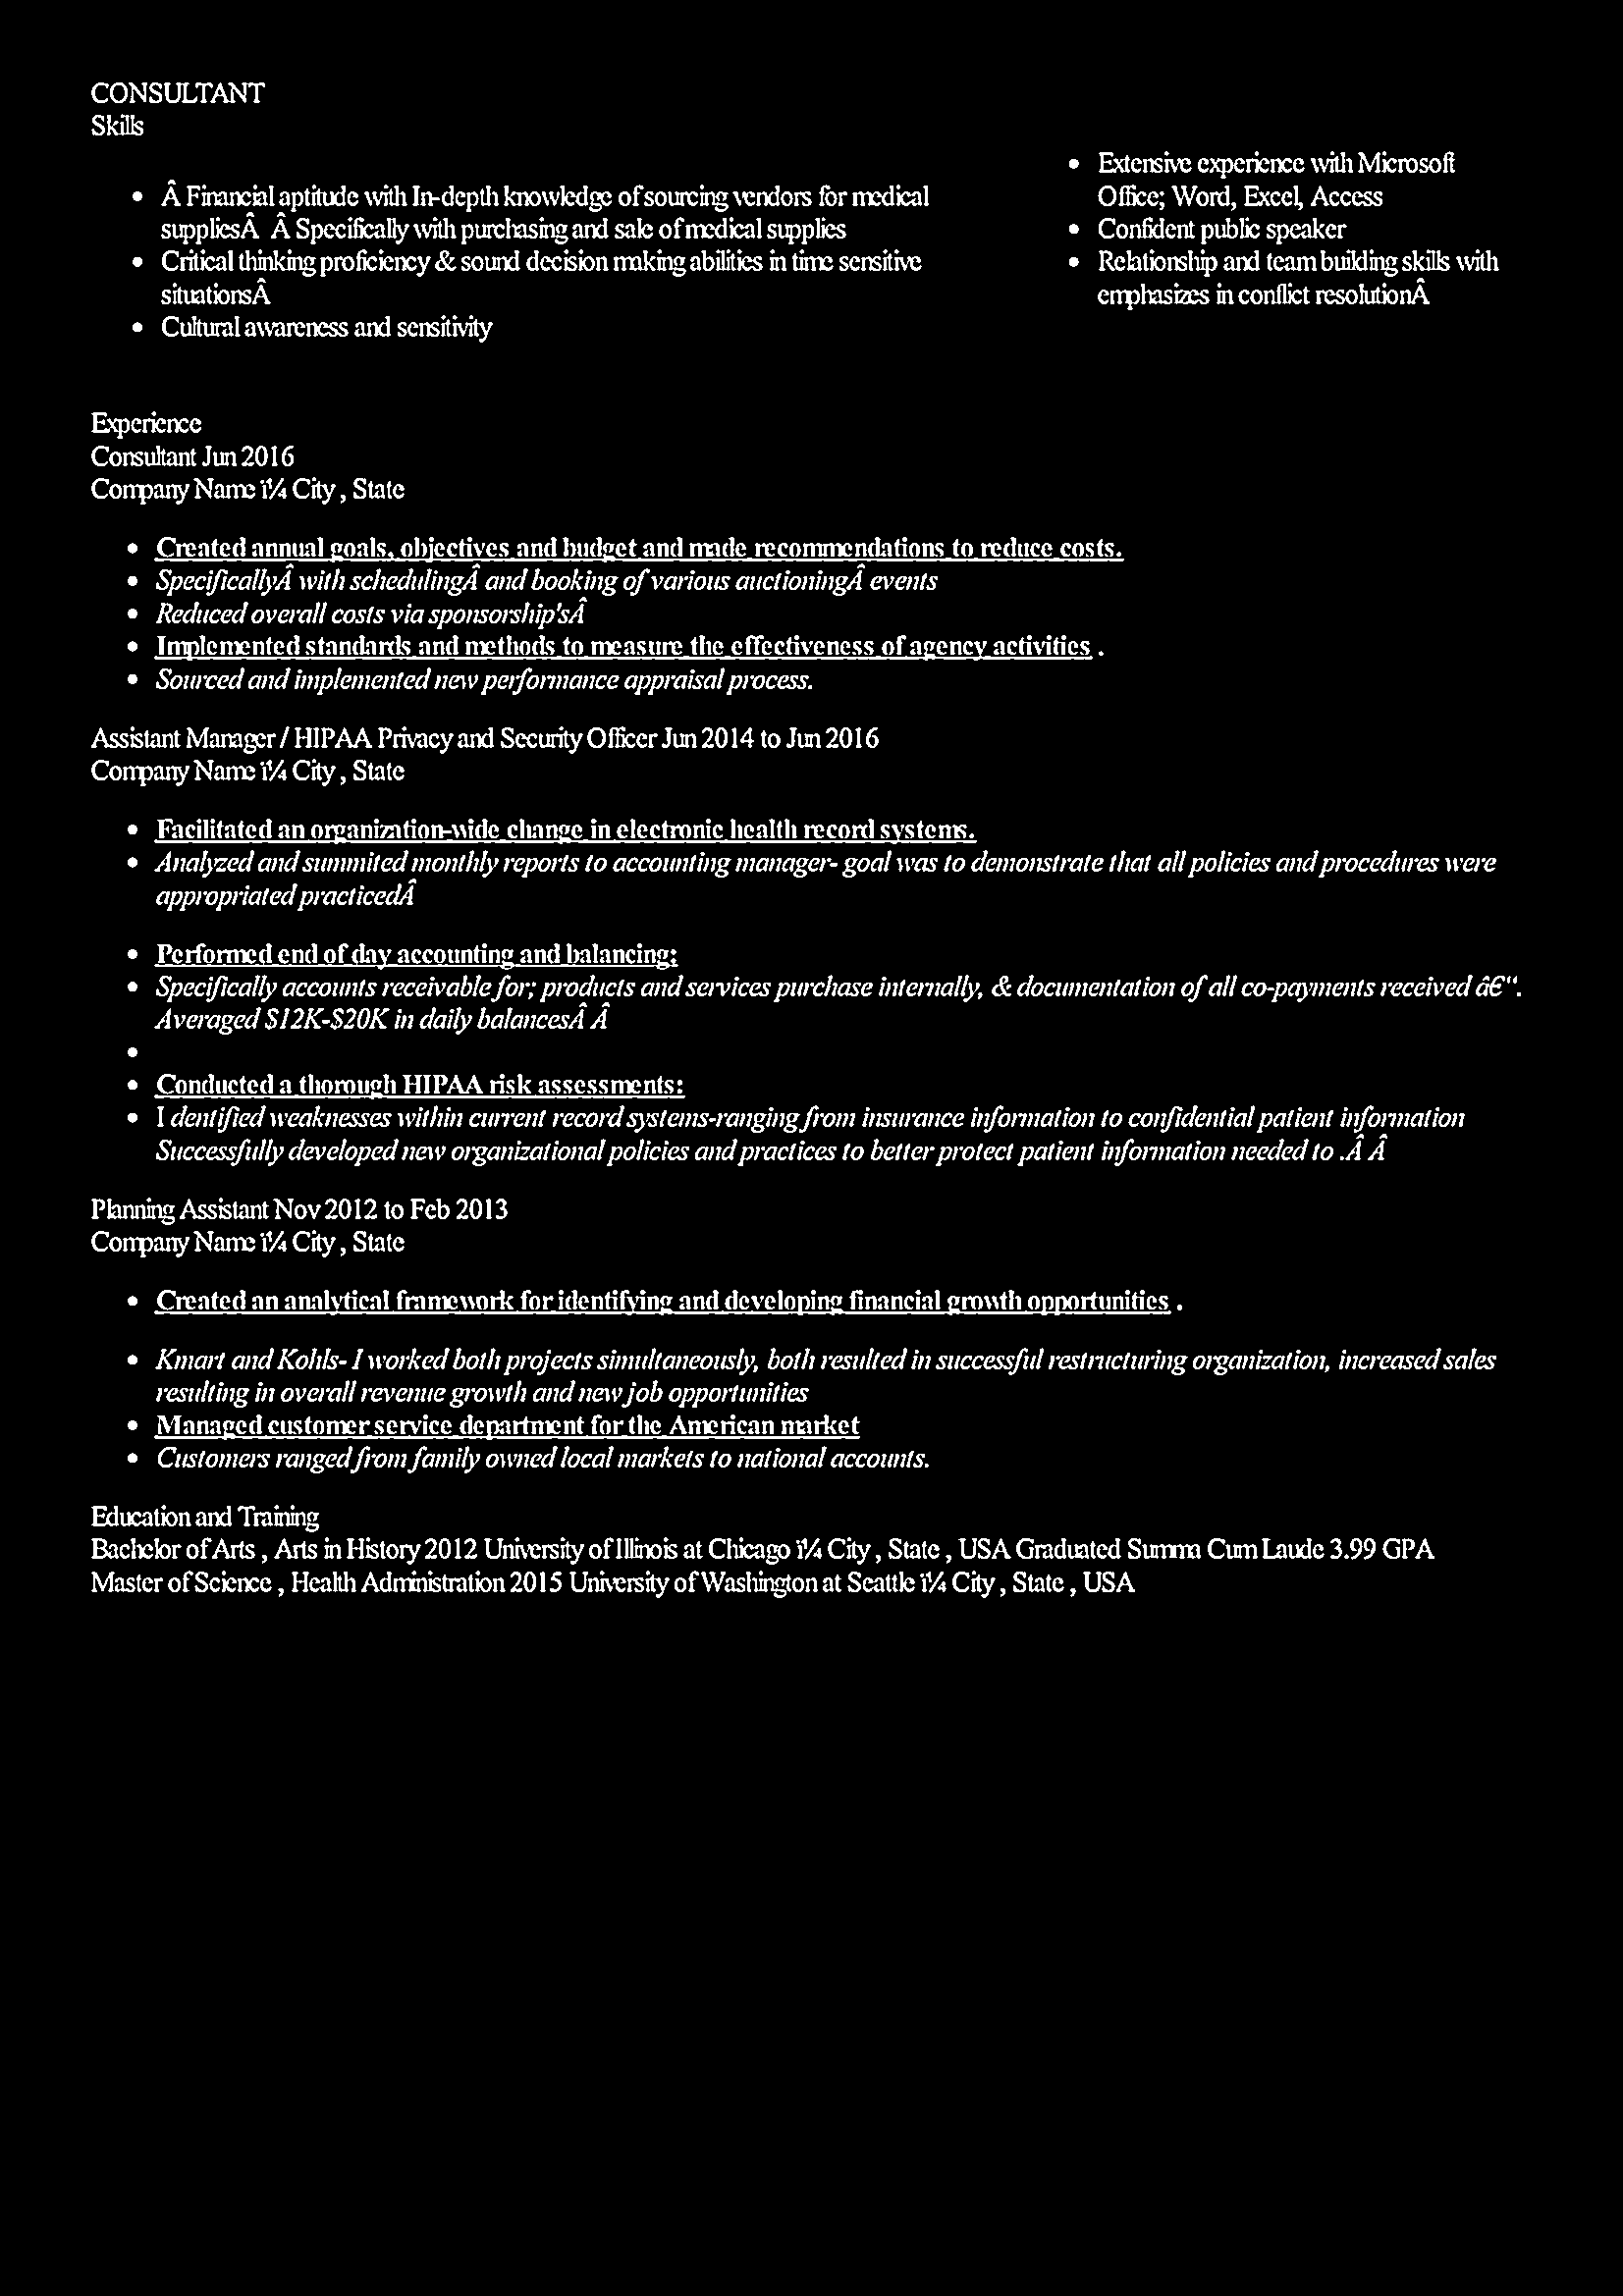 CONSULTANT
Skills
• Â Financial aptitude with In-depth knowledge of sourcing vendors for medical
suppliesÂ  Â Specifically with purchasing and sale of medical supplies
• Critical thinking proficiency & sound decision making abilities in time sensitive
situationsÂ
• Cultural awareness and sensitivity
• Extensive experience with Microsoft
Office; Word, Excel, Access
• Confident public speaker
• Relationship and team building skills with
emphasizes in conflict resolutionÂ
Experience
Consultant Jun 2016
Company Name ï¼ City , State
• Created annual goals, objectives and budget and made recommendations to reduce costs.
• SpecificallyÂ with schedulingÂ and booking of various auctioningÂ events
• Reduced overall costs via sponsorship'sÂ
• Implemented standards and methods to measure the effectiveness of agency activities .
• Sourced and implemented new performance appraisal process.
Assistant Manager / HIPAA Privacy and Security Officer Jun 2014 to Jun 2016
Company Name ï¼ City , State
• Facilitated an organization-wide change in electronic health record systems.
• Analyzed and summited monthly reports to accounting manager- goal was to demonstrate that all policies and procedures were
appropriated practicedÂ
• Performed end of day accounting and balancing:
• Specifically accounts receivable for; products and services purchase internally, & documentation of all co-payments received â€“.
Averaged $12K-$20K in daily balancesÂ Â
•
• Conducted a thorough HIPAA risk assessments:
• I dentified weaknesses within current record systems-ranging from insurance information to confidential patient information
Successfully developed new organizational policies and practices to better protect patient information needed to .Â Â
Planning Assistant Nov 2012 to Feb 2013
Company Name ï¼ City , State
• Created an analytical framework for identifying and developing financial growth opportunities .
• Kmart and Kohls- I worked both projects simultaneously, both resulted in successful restructuring organization, increased sales
resulting in overall revenue growth and new job opportunities
• Managed customer service department for the American market
• Customers ranged from family owned local markets to national accounts.
Education and Training
Bachelor of Arts , Arts in History 2012 University of Illinois at Chicago ï¼ City , State , USA Graduated Summa Cum Laude 3.99 GPA
Master of Science , Health Administration 2015 University of Washington at Seattle ï¼ City , State , USA